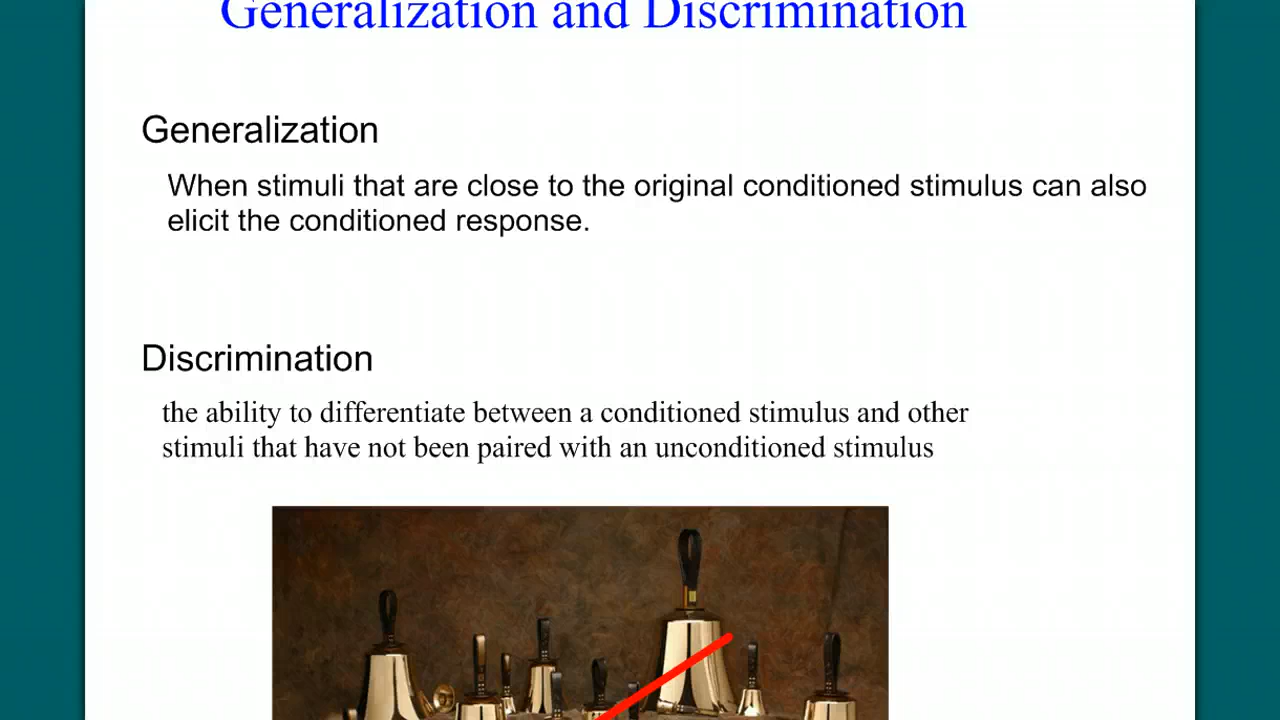 Generalization and Discrimination
Generalization
When stimuli that are close to the original conditioned stimulus can also
elicit the conditioned response.
Discrimination
the ability to differentiate between a conditioned stimulus and other
stimuli that have not been paired with an unconditioned stimulus